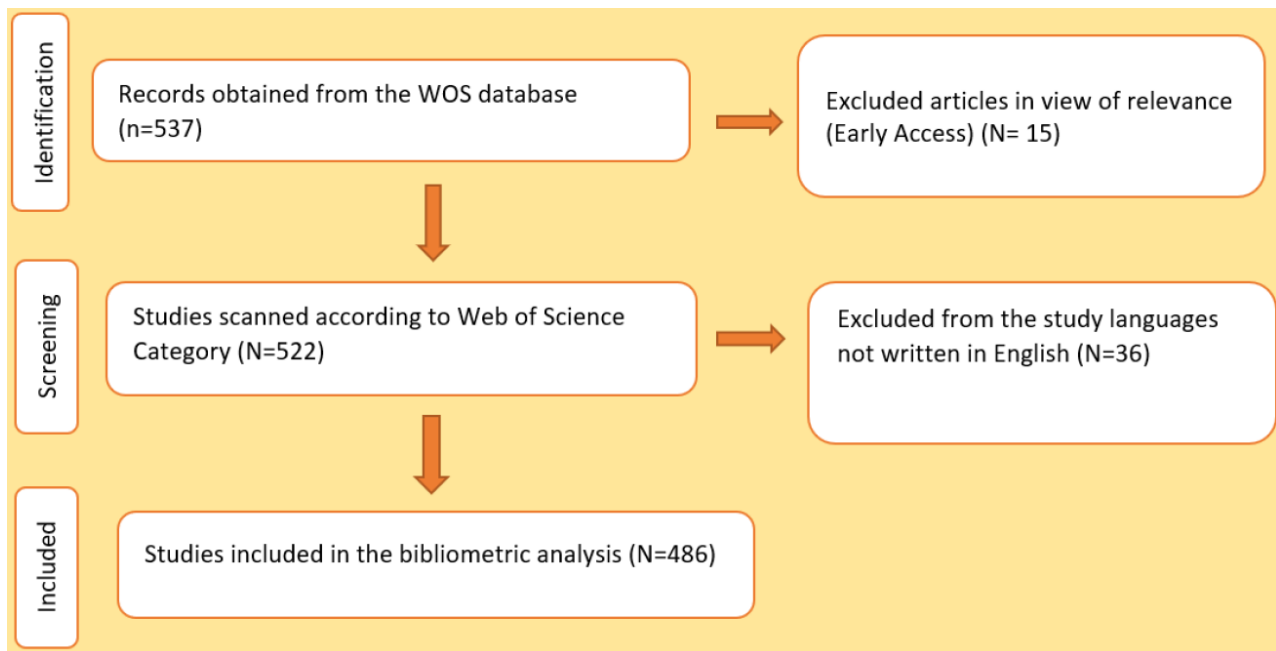 Identification
Records obtained from the WOS database
(n=537)
Excluded articles in view of relevance
(Early Access) (N= 15)
Screening
Studies scanned according to Web of Science
Category (N=522)
Excluded from the study languages
not written in English (N=36)
Included
Studies included in the bibliometric analysis (N=486)